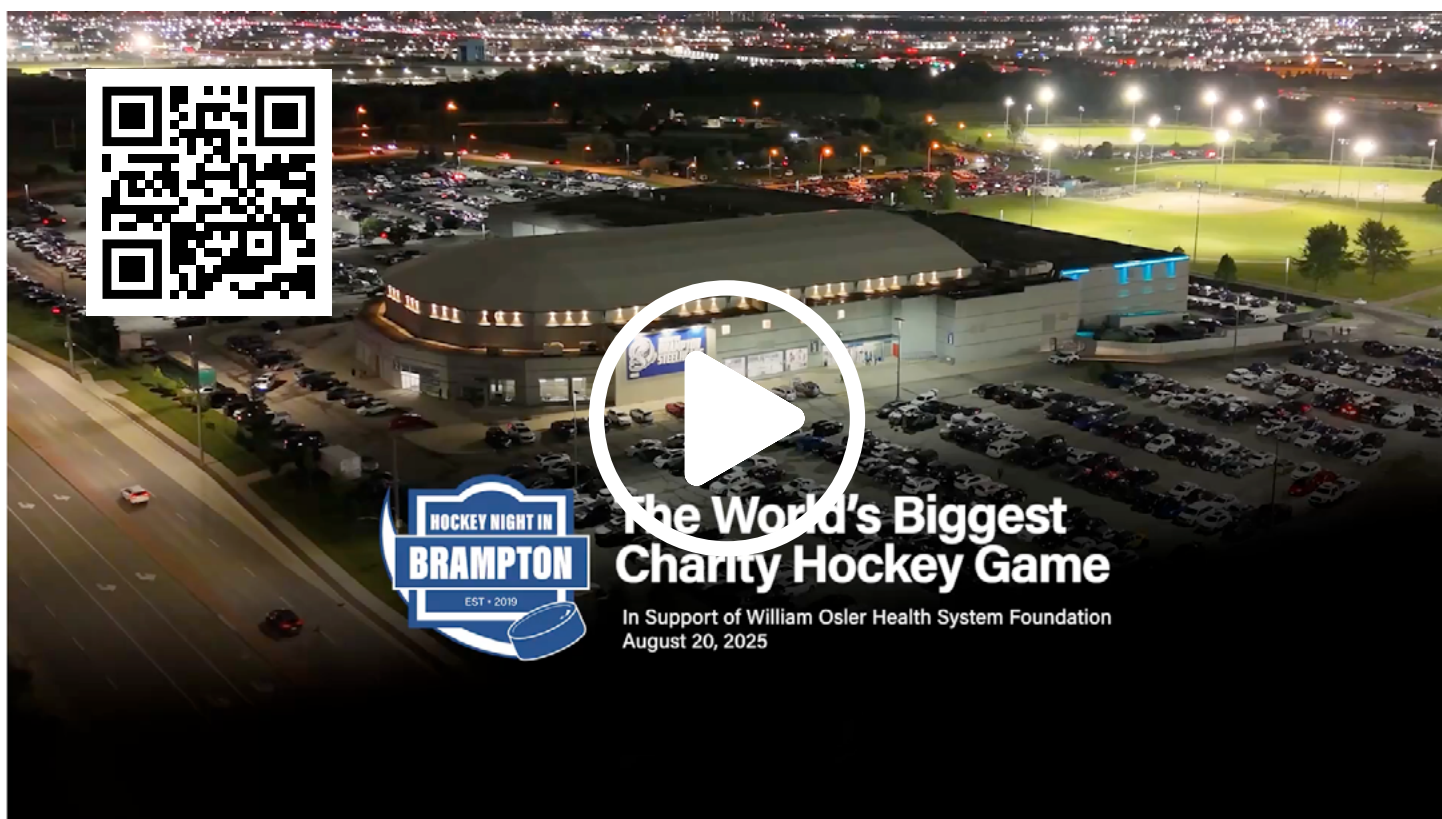 BRAMPTON
HOCKEY NIGHT IN
BRAMPTON
EST • 2019
The World's Biggest
Charity Hockey Game
In Support of William Osler Health System Foundation
August 20, 2025